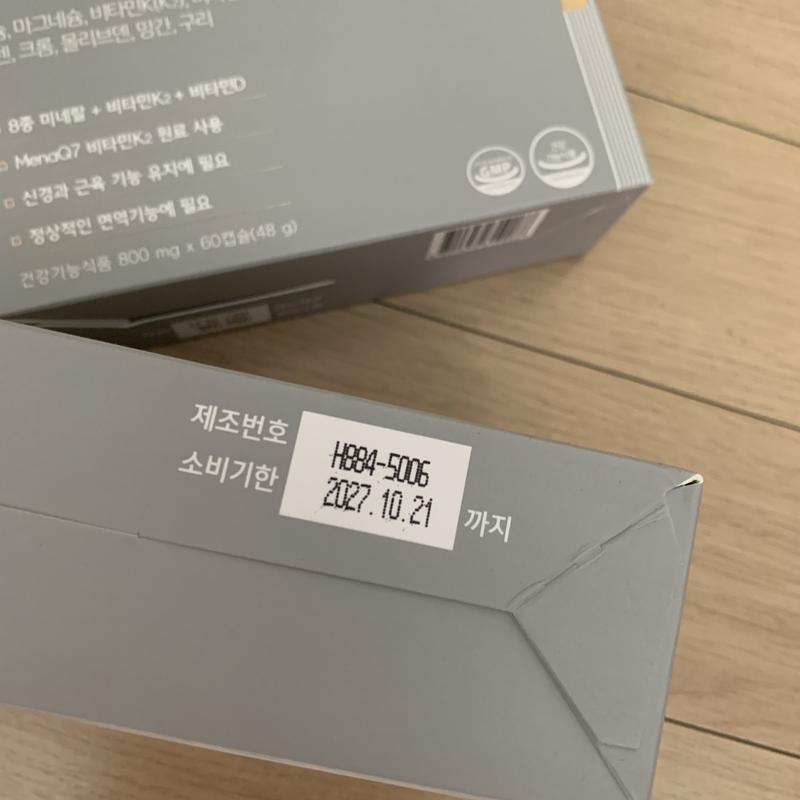 마그네슘, 비타민K(K₂),
크롬, 몰리브덴, 망간, 구리
8종 미네랄 + 비타민K₂ + 비타민D
MenaQ7 비타민K₂ 원료 사용
신경과 근육 기능 유지에 필요
정상적인 면역기능에 필요
건강기능식품 800 mg x 60캡슐(48 g)
GMP
제조번호 H884-5006
소비기한 2027.10.21 까지